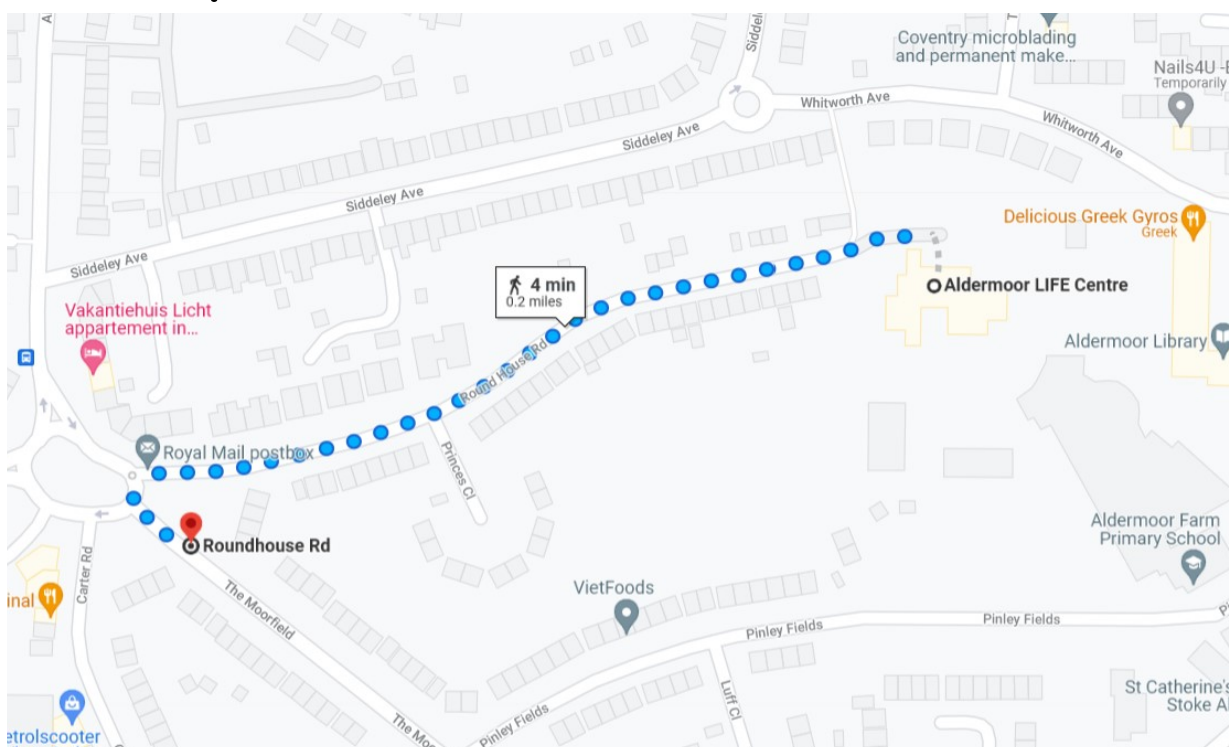 Coventry microblading
and permanent make...
Nails4U
Temporarily
Whitworth Ave
Whitworth Ave
Siddeley Ave
Siddeley Ave
Siddeley Ave
Delicious Greek Gyros
Greek
4 min
0.2 miles
Aldermoor LIFE Centre
Vakantiehuis Licht
appartement in...
Aldermoor Library
Round House Rd
Royal Mail postbox
Princes Cl
Aldermoor Farm
Primary School
Roundhouse Rd
Carter Rd
The Moorfield
VietFoods
Pinley Fields
Pinley Fields
Pinley Fields
Luff Cl
St Catherine's
Stoke
The
etrolscooter